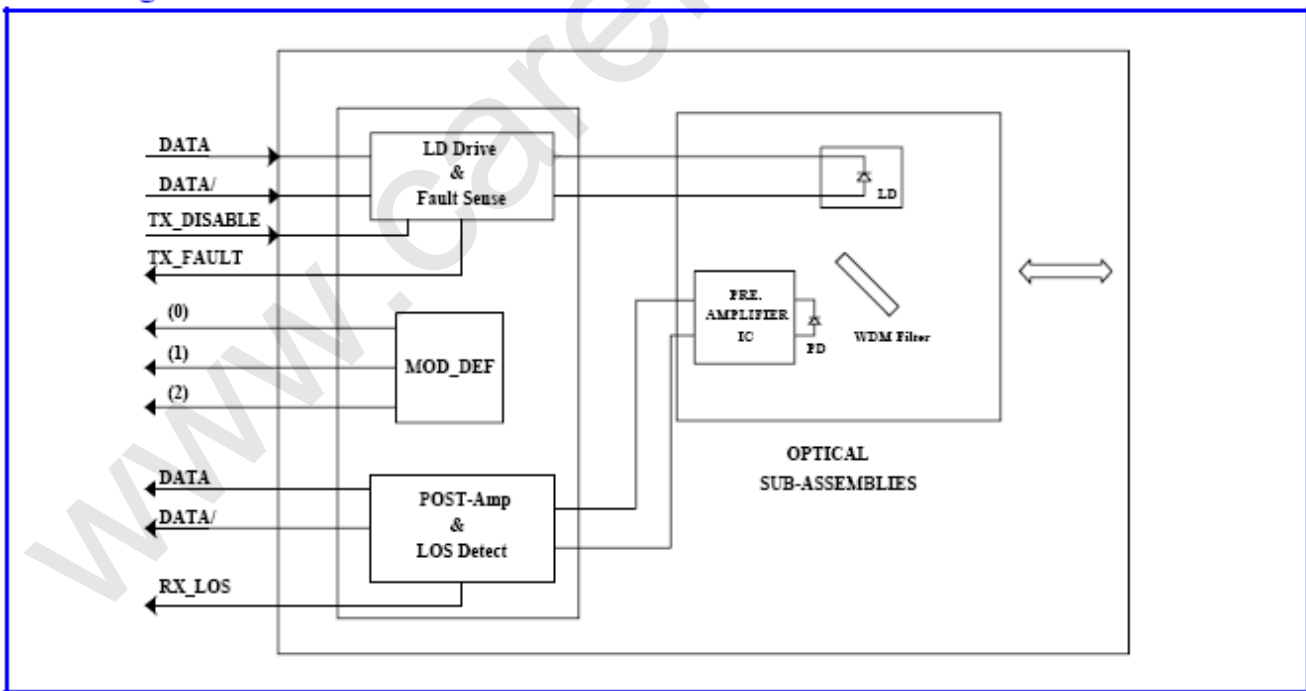 DATA
DATA/
TX_DISABLE
TX_FAULT
(0)
(1)
(2)
DATA
DATA/
RX_LOS
LD Drive
&
Fault Sense
MOD_DEF
POST-Amp
&
LOS Detect
LD
PRE.
AMPLIFIER
IC
PD
WDM Filter
OPTICAL
SUB-ASSEMBLIES
www.care